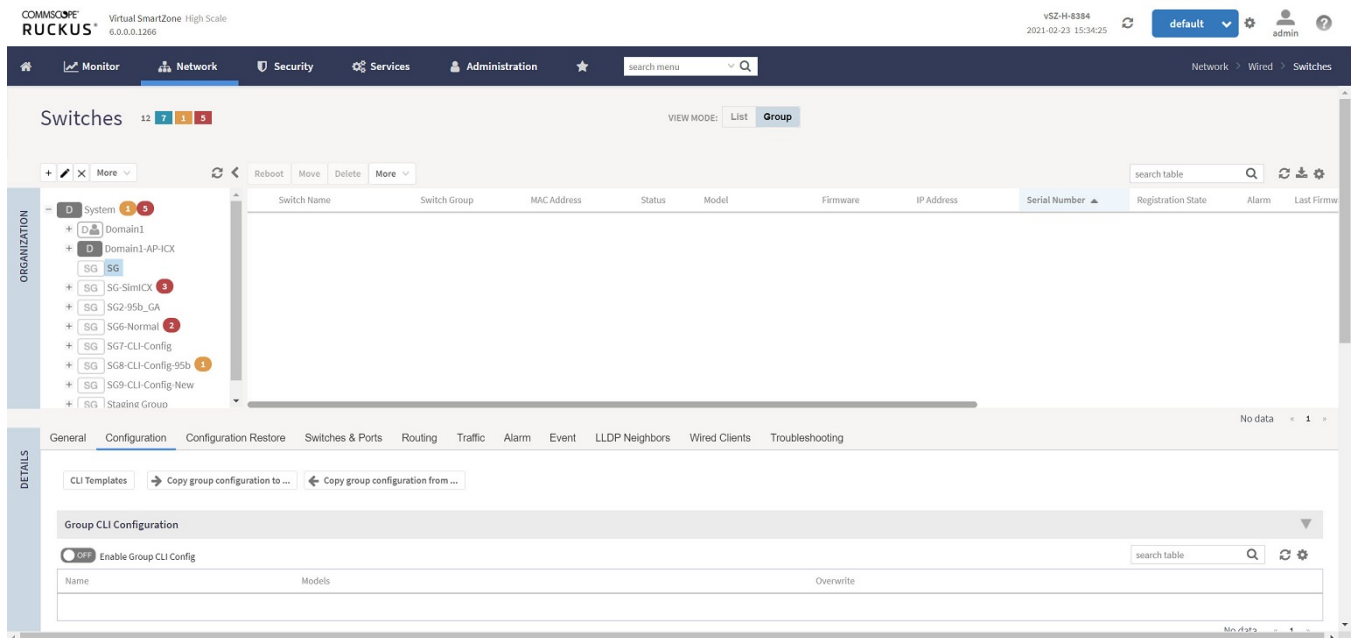 COMMSCOPE®
RUCKUS®
Virtual SmartZone High Scale
6.0.0.0.1266
vSZ-H-8384
2021-02-23 15:34:25
default
admin
Monitor Network Security Services Administration search menu
Network > Wired > Switches
Switches 12 7 1 5
VIEW MODE: List Group
More Reboot Move Delete More search table
ORGANIZATION
Switch Name Switch Group MAC Address Status Model Firmware IP Address Serial Number Registration State Alarm Last Firmw
D System 1 5
D Domain1
D Domain1-AP-ICX
SG SG
SG SG-SimICX 3
SG SG2-95b_GA
SG SG6-Normal 2
SG SG7-CLI-Config
SG SG8-CLI-Config-95b 1
SG SG9-CLI-Config-New
SG Staging Group
No data « 1 »
DETAILS
General Configuration Configuration Restore Switches & Ports Routing Traffic Alarm Event LLDP Neighbors Wired Clients Troubleshooting
CLI Templates Copy group configuration to ... Copy group configuration from ...
Group CLI Configuration
OFF Enable Group CLI Config search table
Name Models Overwrite
No data « 1 »